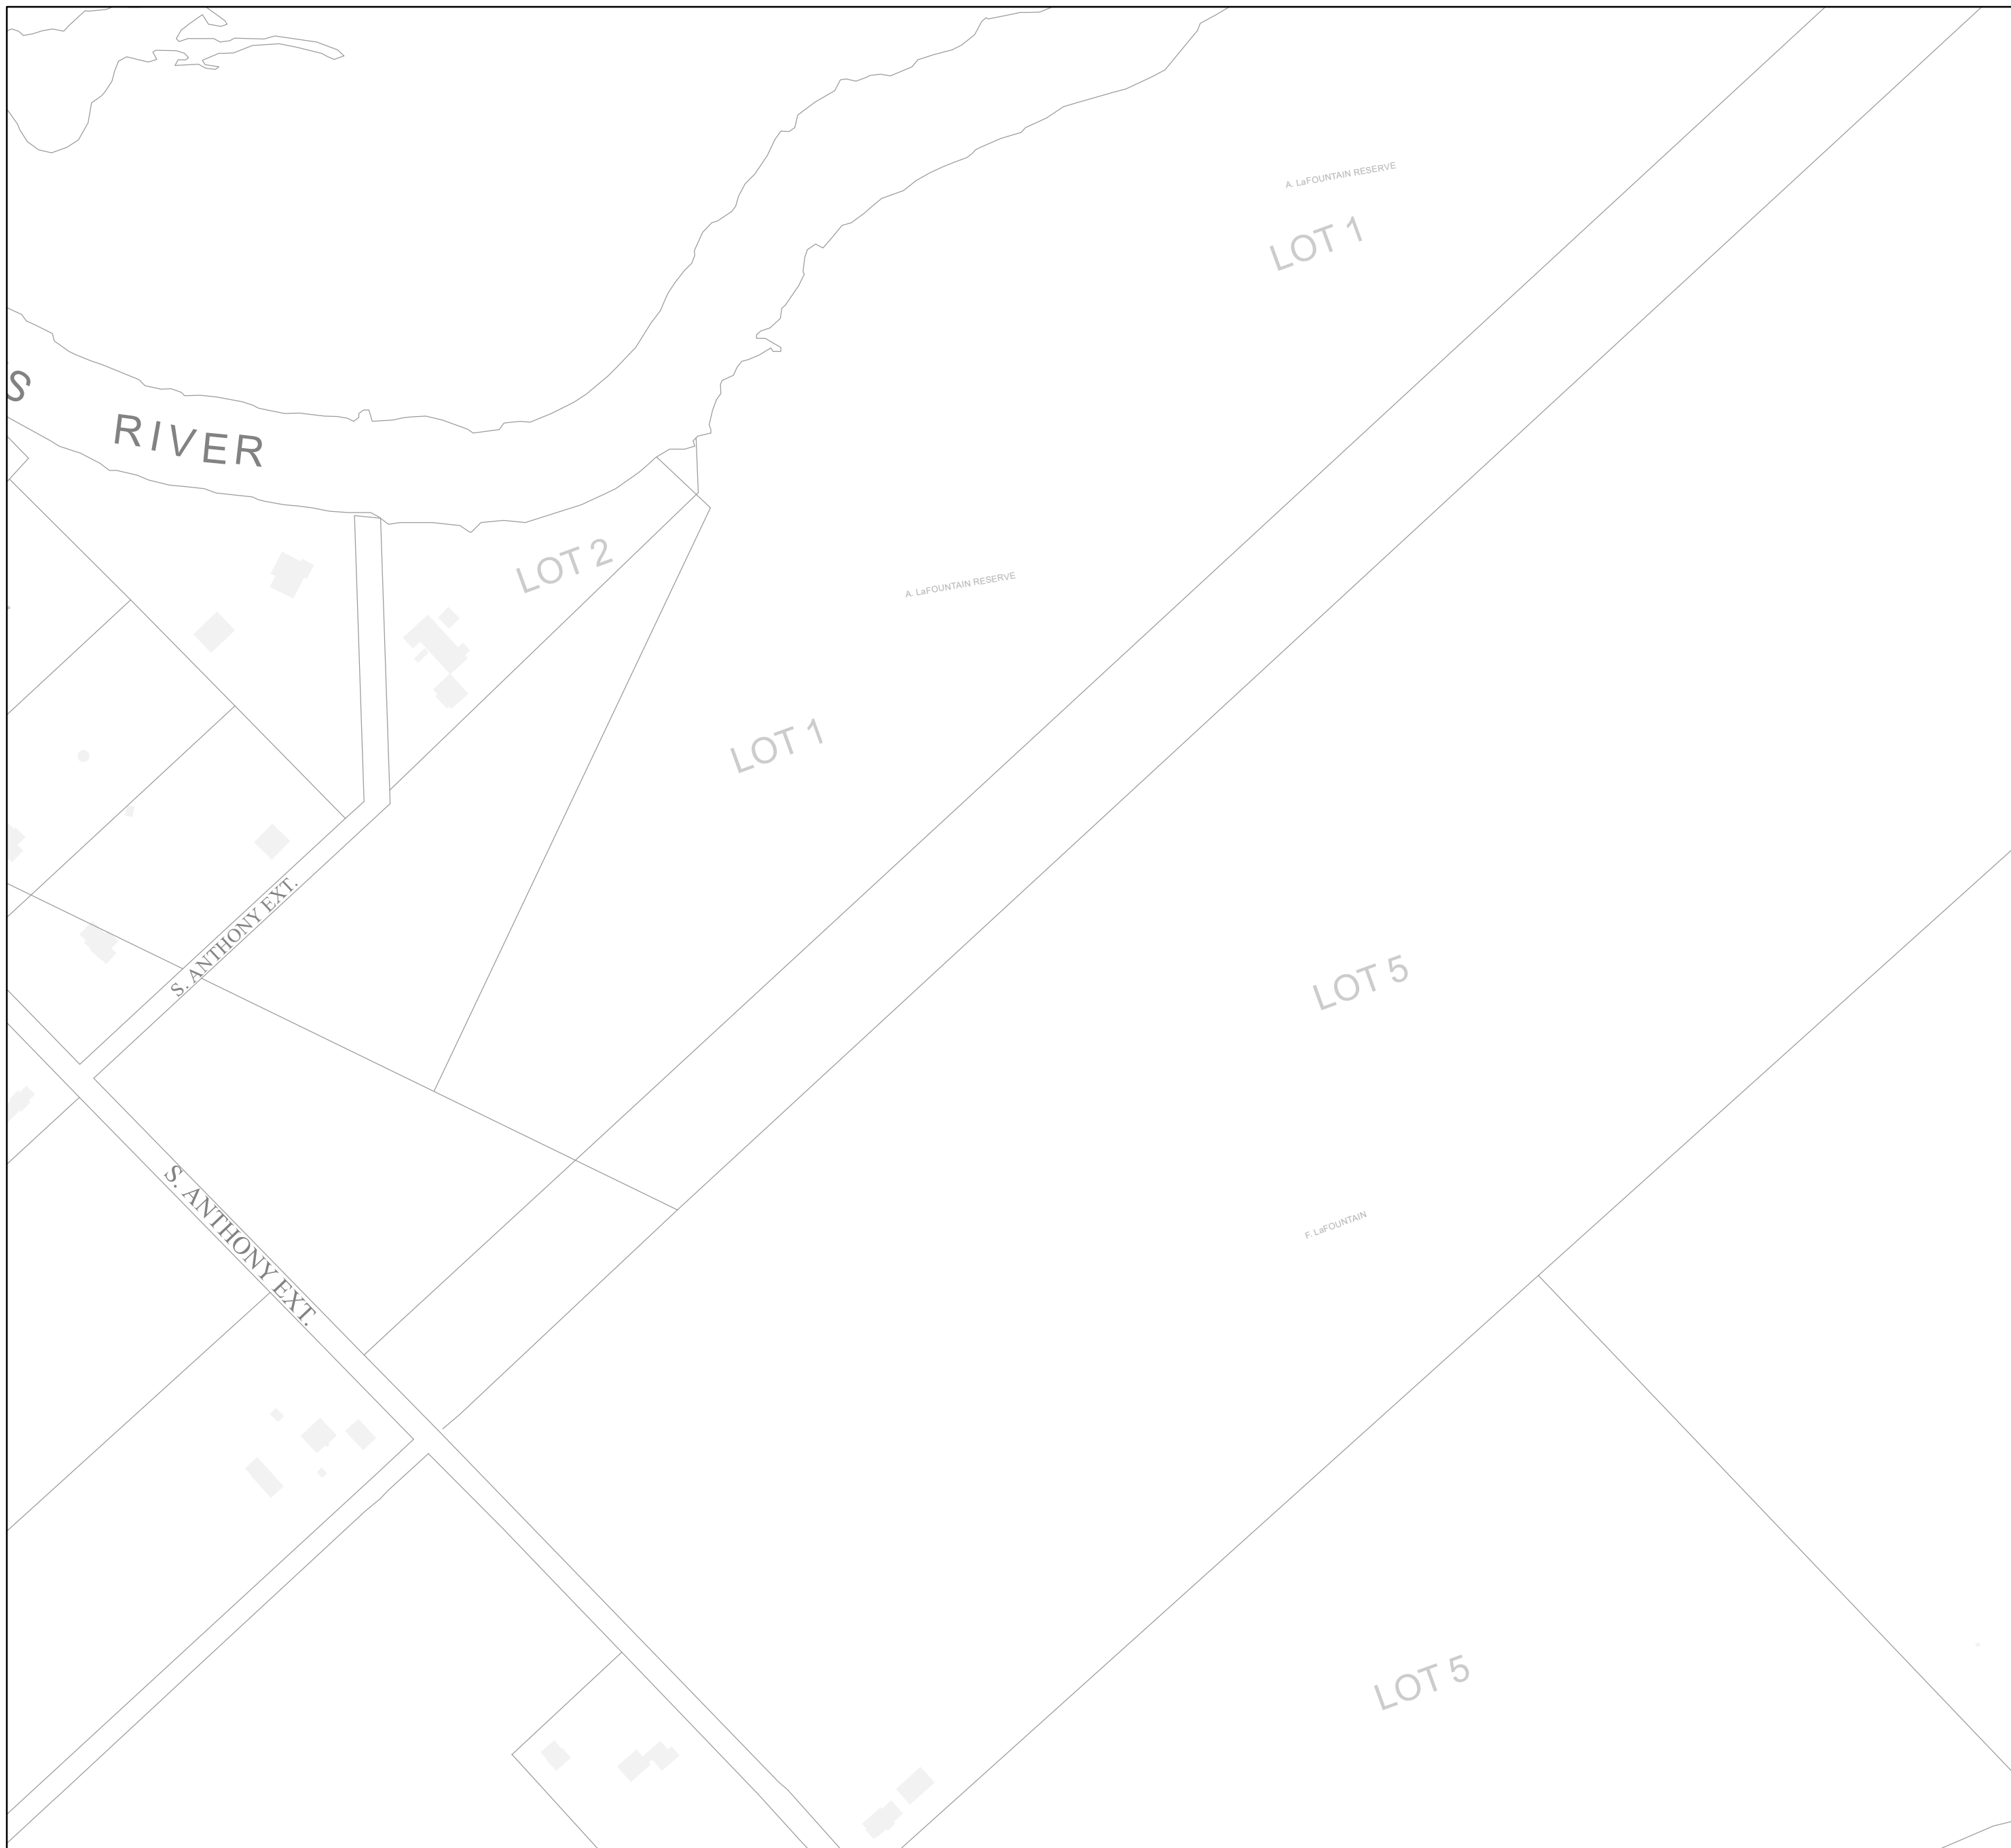 A. LaFOUNTAIN RESERVE
LOT 1
S
RIVER
LOT 2
A. LaFOUNTAIN RESERVE
LOT 1
S. ANTHONY EXT.
LOT 5
S. ANTHONY EXT.
F. LaFOUNTAIN
LOT 5